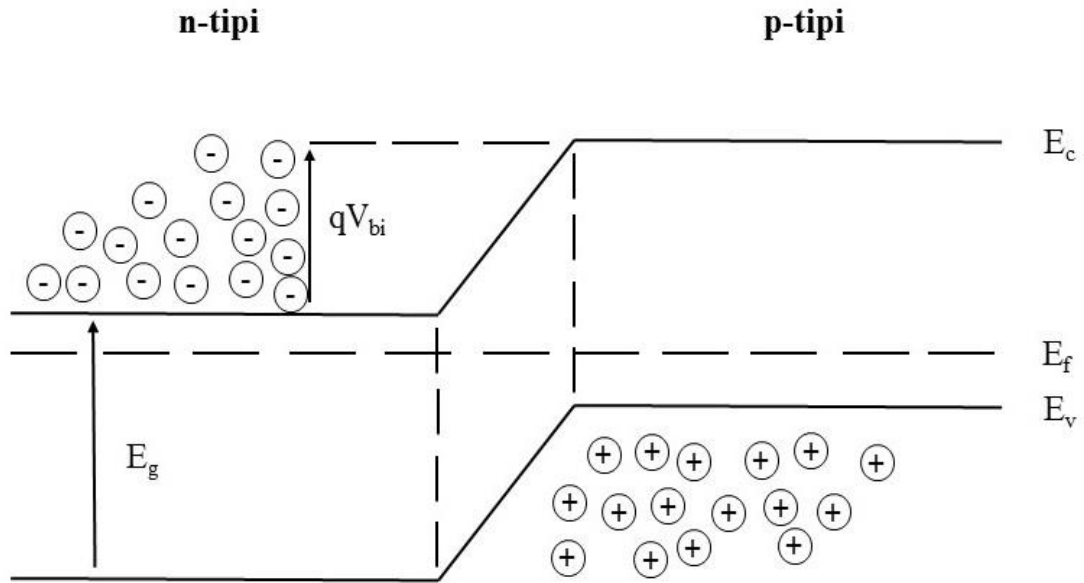 n-tipi
p-tipi
E_c
qV_bi
E_f
E_v
E_g
- - - - - - - - - - - - - - - - - -
+ + + + + +
+ + + + + +
+ + + +